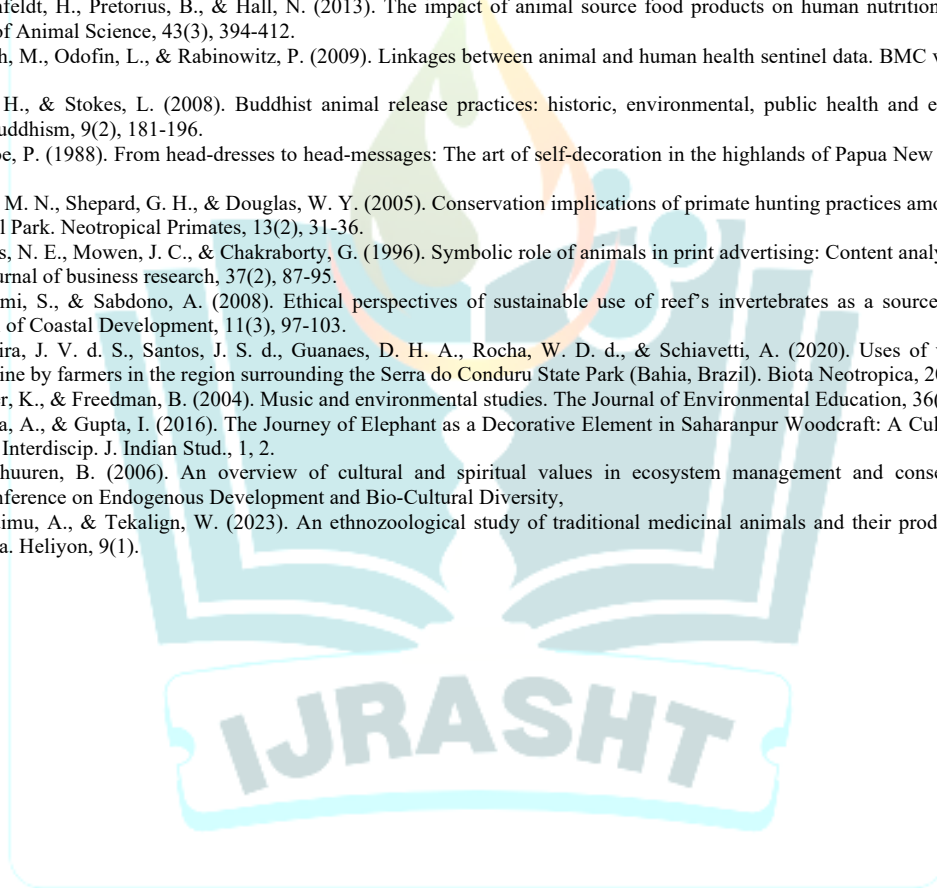 nfeldt, H., Pretorius, B., & Hall, N. (2013). The impact of animal source food products on human nutrition
of Animal Science, 43(3), 394-412.
h, M., Odofin, L., & Rabinowitz, P. (2009). Linkages between animal and human health sentinel data. BMC v
H., & Stokes, L. (2008). Buddhist animal release practices: historic, environmental, public health and e
uddhism, 9(2), 181-196.
be, P. (1988). From head-dresses to head-messages: The art of self-decoration in the highlands of Papua New
M. N., Shepard, G. H., & Douglas, W. Y. (2005). Conservation implications of primate hunting practices amo
l Park. Neotropical Primates, 13(2), 31-36.
s, N. E., Mowen, J. C., & Chakraborty, G. (1996). Symbolic role of animals in print advertising: Content analy
urnal of business research, 37(2), 87-95.
mi, S., & Sabdono, A. (2008). Ethical perspectives of sustainable use of reef's invertebrates as a source
of Coastal Development, 11(3), 97-103.
ira, J. V. d. S., Santos, J. S. d., Guanaes, D. H. A., Rocha, W. D. d., & Schiavetti, A. (2020). Uses of
ine by farmers in the region surrounding the Serra do Conduru State Park (Bahia, Brazil). Biota Neotropica, 20
er, K., & Freedman, B. (2004). Music and environmental studies. The Journal of Environmental Education, 36(
a, A., & Gupta, I. (2016). The Journey of Elephant as a Decorative Element in Saharanpur Woodcraft: A Cul
Interdiscip. J. Indian Stud., 1, 2.
huuren, B. (2006). An overview of cultural and spiritual values in ecosystem management and conse
nference on Endogenous Development and Bio-Cultural Diversity,
imu, A., & Tekalign, W. (2023). An ethnozoological study of traditional medicinal animals and their prod
a. Heliyon, 9(1).
IJRASHT